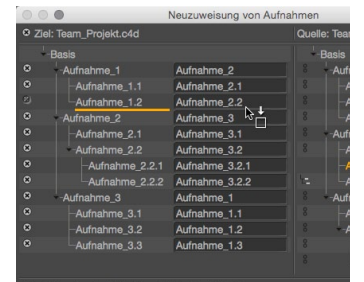 Neuzuweisung von Aufnahmen
Ziel: Team_Projekt.c4d
Quelle: Tea
Basis
Basis
Aufnahme_1 Aufnahme_2
Aufnahme_1.1 Aufnahme_2.1
Aufnahme_1.2 Aufnahme_2.2
Aufnahme_2 Aufnahme_3
Aufnahme_2.1 Aufnahme_3.1
Aufnahme_2.2 Aufnahme_3.2
Aufnahme_2.2.1 Aufnahme_3.2.1
Aufnahme_2.2.2 Aufnahme_3.2.2
Aufnahme_3 Aufnahme_1
Aufnahme_3.1 Aufnahme_1.1
Aufnahme_3.2 Aufnahme_1.2
Aufnahme_3.3 Aufnahme_1.3